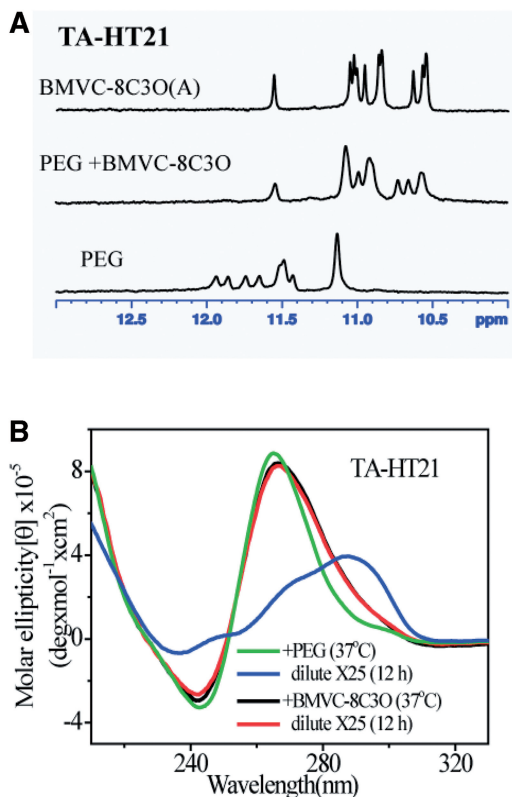 A
TA-HT21
BMVC-8C3O(A)
PEG +BMVC-8C3O
PEG
12.5 12.0 11.5 11.0 10.5 ppm
B
TA-HT21
8
4
0
-4
Molar ellipticity[θ] x10-5
(degxmol-1xcm2)
+PEG (37oC)
dilute X25 (12 h)
+BMVC-8C3O (37oC)
dilute X25 (12 h)
240 280 320
Wavelength(nm)